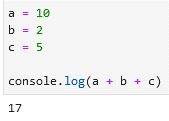 a = 10
b = 2
c = 5
console.log(a + b + c)
17